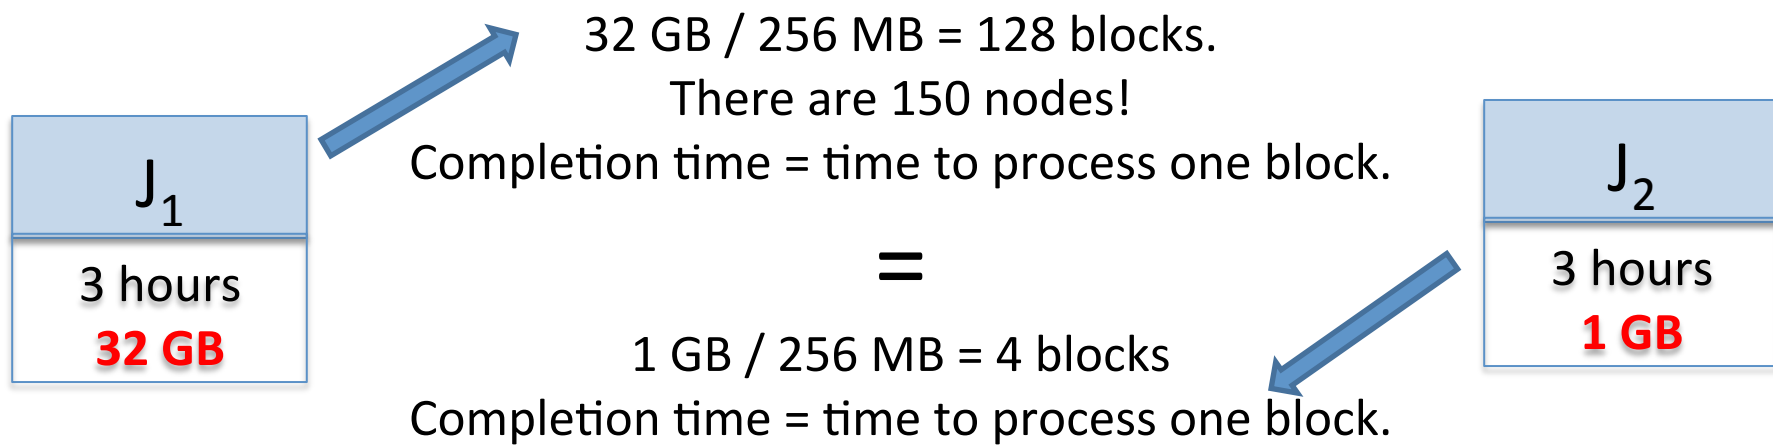 32 GB / 256 MB = 128 blocks.
There are 150 nodes!
Completion time = time to process one block.
J1
3 hours
32 GB
=
J2
3 hours
1 GB
1 GB / 256 MB = 4 blocks
Completion time = time to process one block.